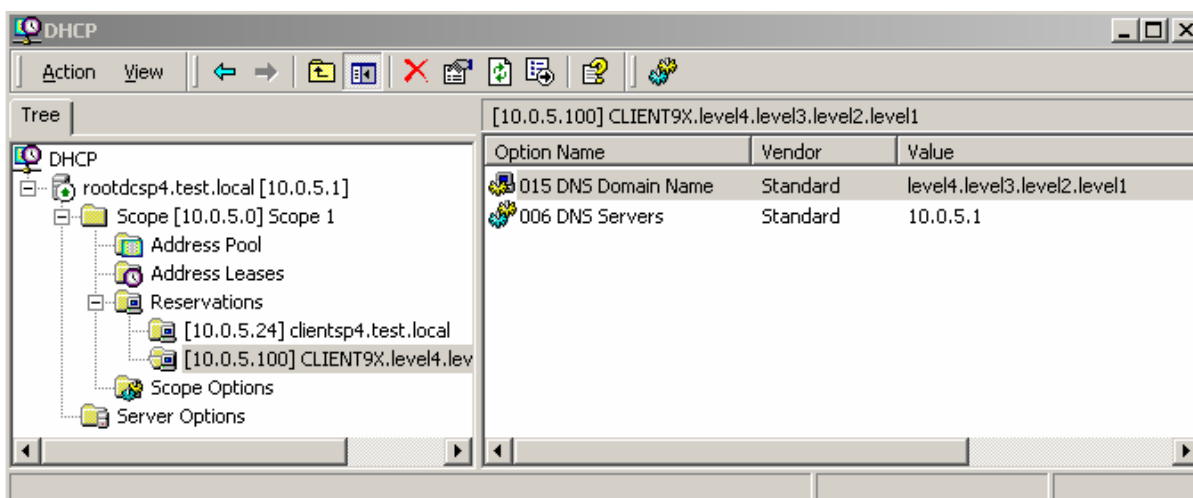 DHCP
Action View
Tree
[10.0.5.100] CLIENT9X.level4.level3.level2.level1
DHCP
rootdcsp4.test.local [10.0.5.1]
Scope [10.0.5.0] Scope 1
Address Pool
Address Leases
Reservations
[10.0.5.24] clientsp4.test.local
[10.0.5.100] CLIENT9X.level4.lev
Scope Options
Server Options
Option Name Vendor Value
015 DNS Domain Name Standard level4.level3.level2.level1
006 DNS Servers Standard 10.0.5.1